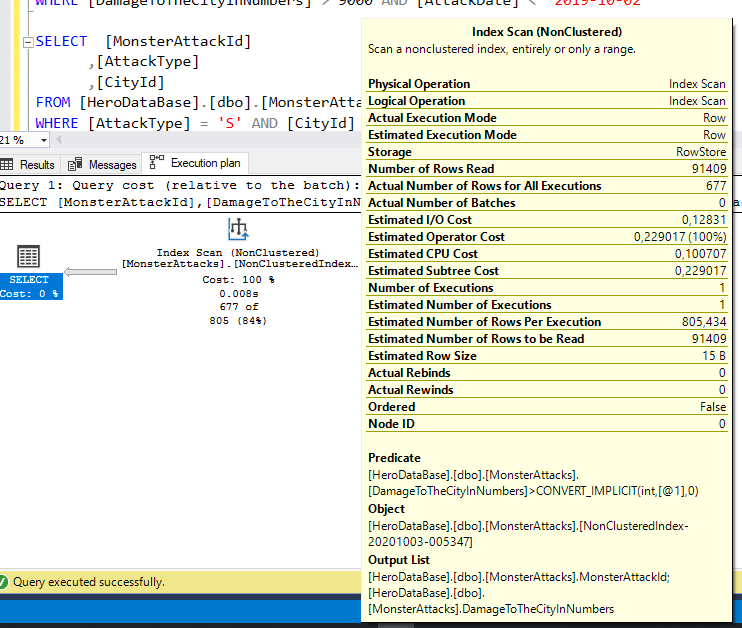 WHERE [DamageToTheCityInNumbers] > 9000 AND [AttackDate] < '2019-10-02'
SELECT [MonsterAttackId]
,[AttackType]
,[CityId]
FROM [HeroDataBase].[dbo].[MonsterAtta
WHERE [AttackType] = 'S' AND [CityId]
21 %
Results Messages Execution plan
Query 1: Query cost (relative to the batch):
SELECT [MonsterAttackId],[DamageToTheCityInN
Index Scan (NonClustered)
[MonsterAttacks].[NonClusteredIndex…
Cost: 100 %
0.008s
677 of
805 (84%)
SELECT
Cost: 0 %
Query executed successfully.
Index Scan (NonClustered)
Scan a nonclustered index, entirely or only a range.
Physical Operation Index Scan
Logical Operation Index Scan
Actual Execution Mode Row
Estimated Execution Mode Row
Storage RowStore
Number of Rows Read 91409
Actual Number of Rows for All Executions 677
Actual Number of Batches 0
Estimated I/O Cost 0,12831
Estimated Operator Cost 0,229017 (100%)
Estimated CPU Cost 0,100707
Estimated Subtree Cost 0,229017
Number of Executions 1
Estimated Number of Executions 1
Estimated Number of Rows Per Execution 805,434
Estimated Number of Rows to be Read 91409
Estimated Row Size 15 B
Actual Rebinds 0
Actual Rewinds 0
Ordered False
Node ID 0
Predicate
[HeroDataBase].[dbo].[MonsterAttacks].
[DamageToTheCityInNumbers]>CONVERT_IMPLICIT(int,[@1],0)
Object
[HeroDataBase].[dbo].[MonsterAttacks].[NonClusteredIndex-
20201003-005347]
Output List
[HeroDataBase].[dbo].[MonsterAttacks].MonsterAttackId;
[HeroDataBase].[dbo].
[MonsterAttacks].DamageToTheCityInNumbers